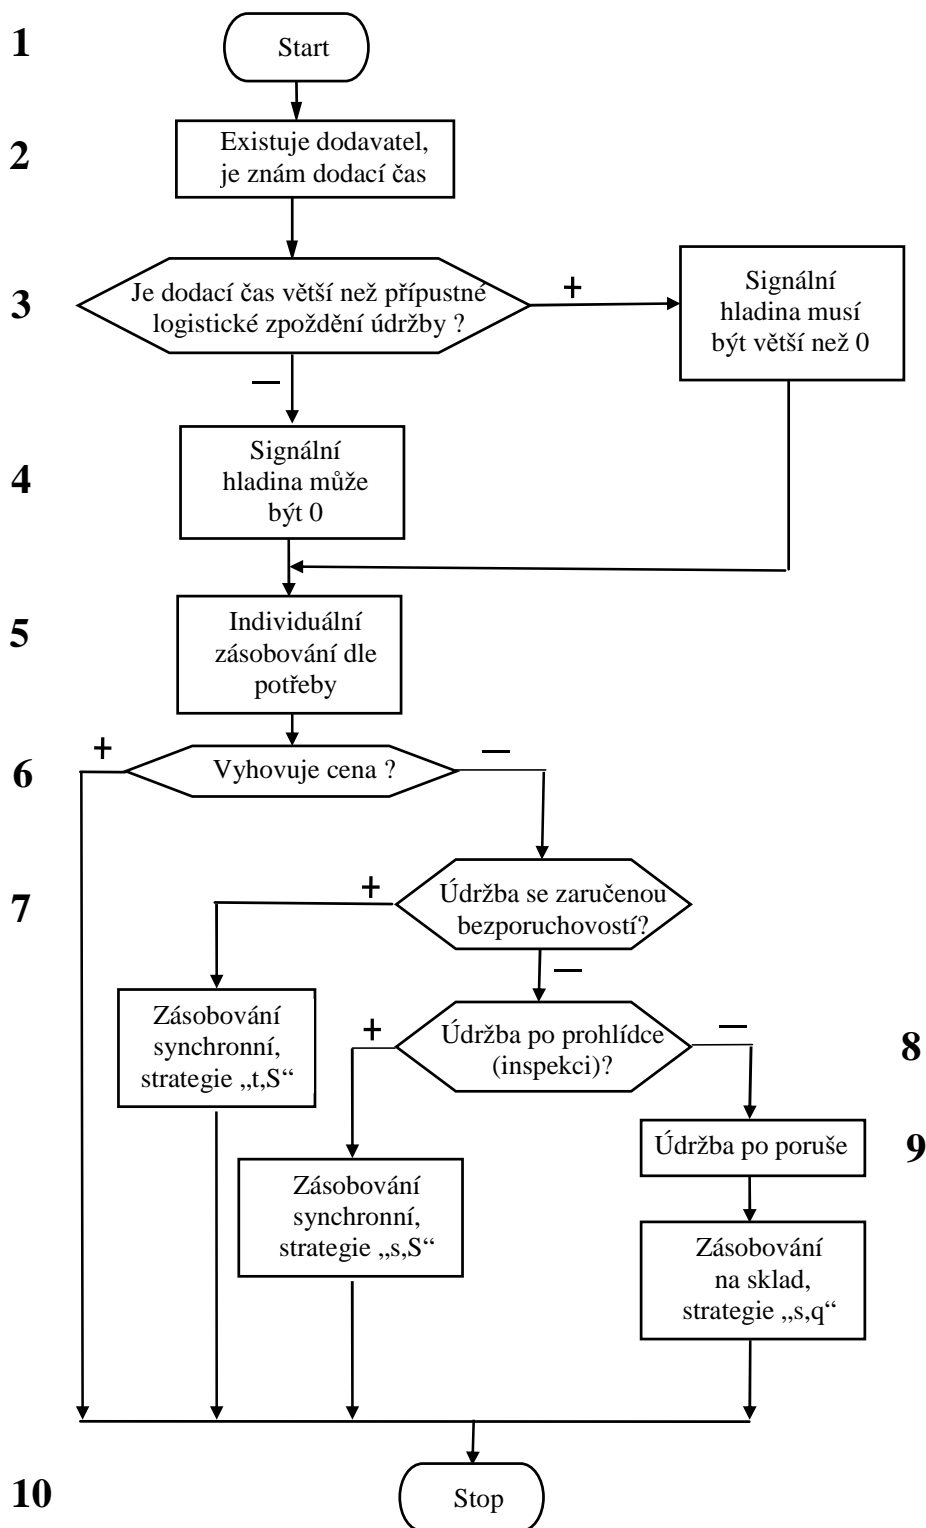 1
Start
2
Existuje dodavatel,
je znám dodací čas
3
Je dodací čas větší než přípustné
logistické zpoždění údržby ?
+
Signální
hladina musí
být větší než 0
—
4
Signální
hladina může
být 0
5
Individuální
zásobování dle
potřeby
6
+
Vyhovuje cena ?
—
7
+
Údržba se zaručenou
bezporuchovostí?
—
Zásobování
synchronní,
strategie „t,S“
+
Údržba po prohlídce
(inspekci)?
—
8
Údržba po poruše
9
Zásobování
synchronní,
strategie „s,S“
Zásobování
na sklad,
strategie „s,q“
10
Stop